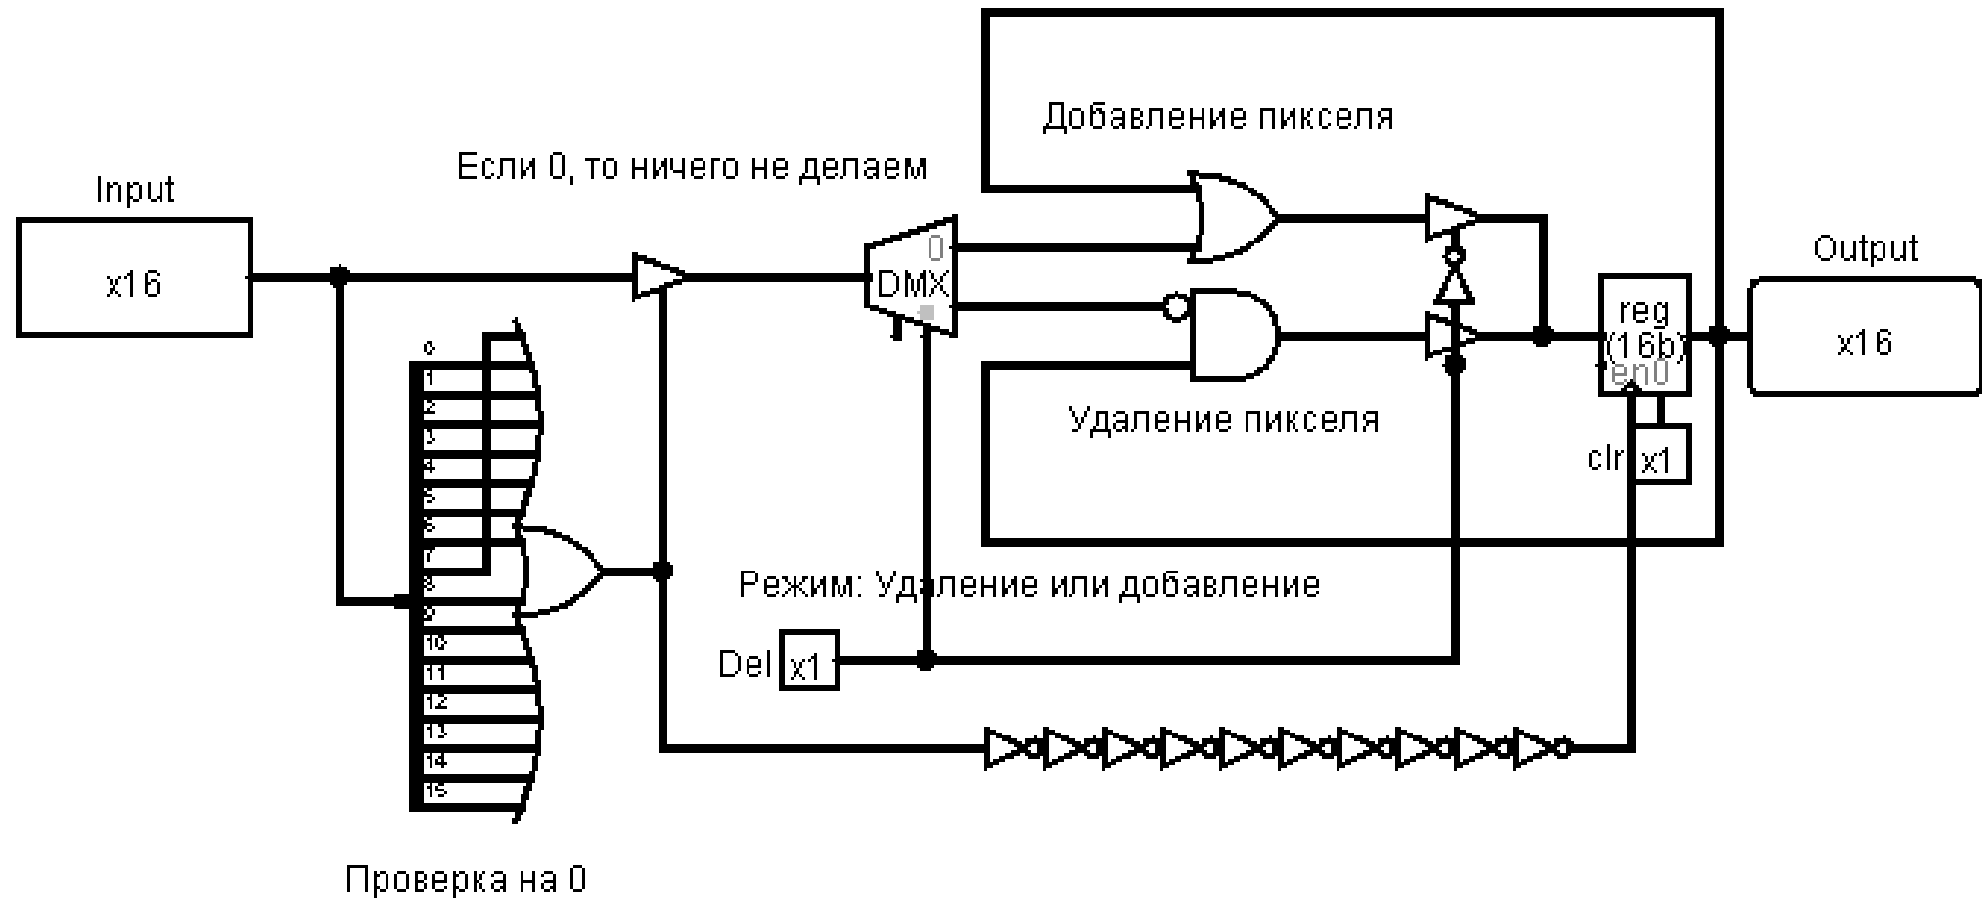 Добавление пикселя
Если 0, то ничего не делаем
Input
x16
0
DMX
Output
x16
reg
(16b)
en0
Удаление пикселя
clr
x1
0
1
2
3
4
5
6
7
8
9
10
11
12
13
14
15
Режим: Удаление или добавление
Del
x1
Проверка на 0